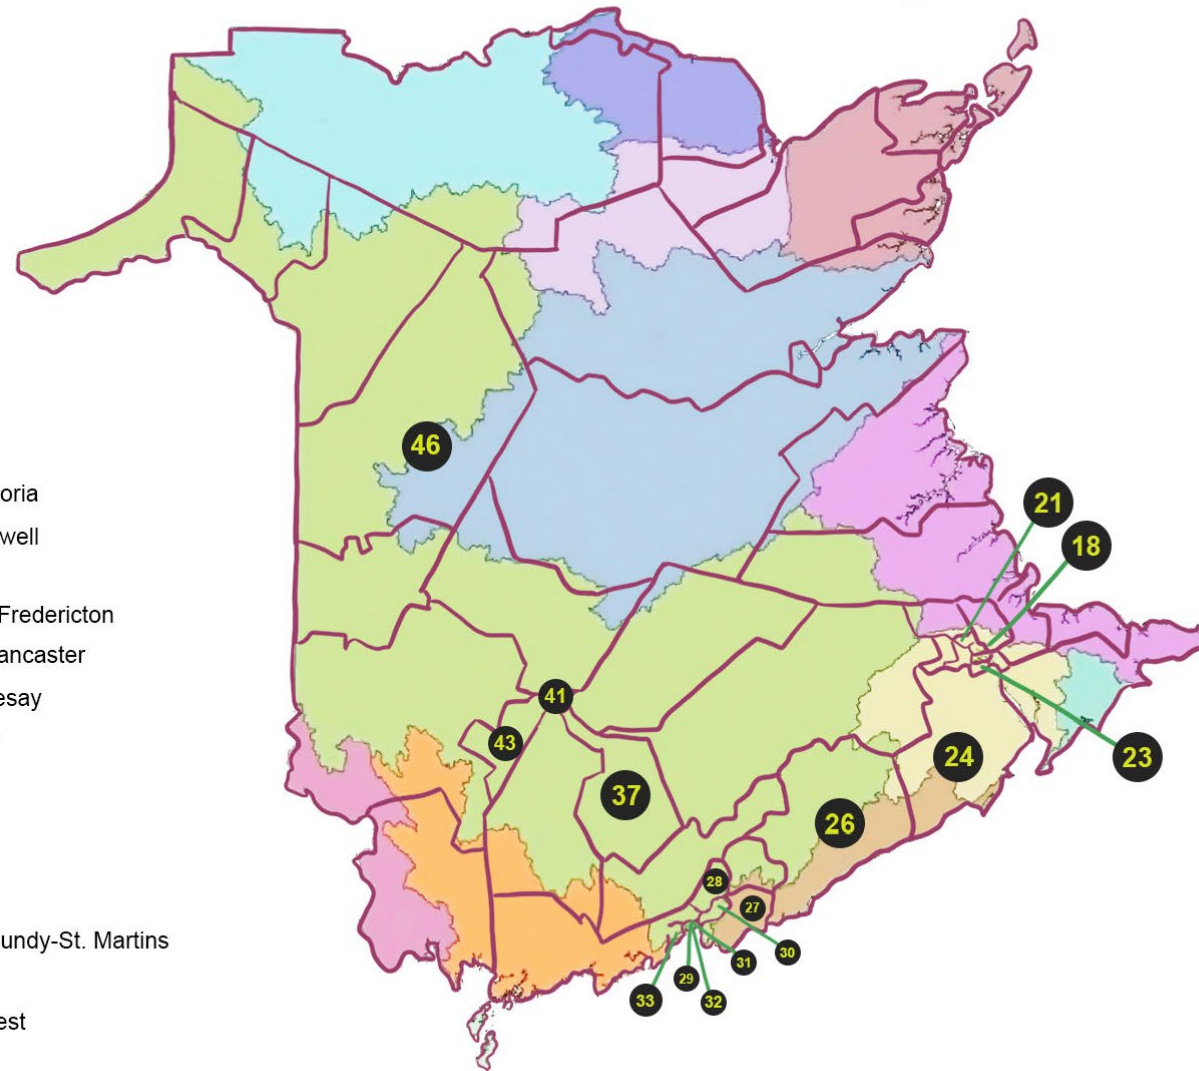 46
oria
well
21
18
Fredericton
ancaster
esay
41
43
23
24
37
26
28
27
undy-St. Martins
30
31
29
33
32
est